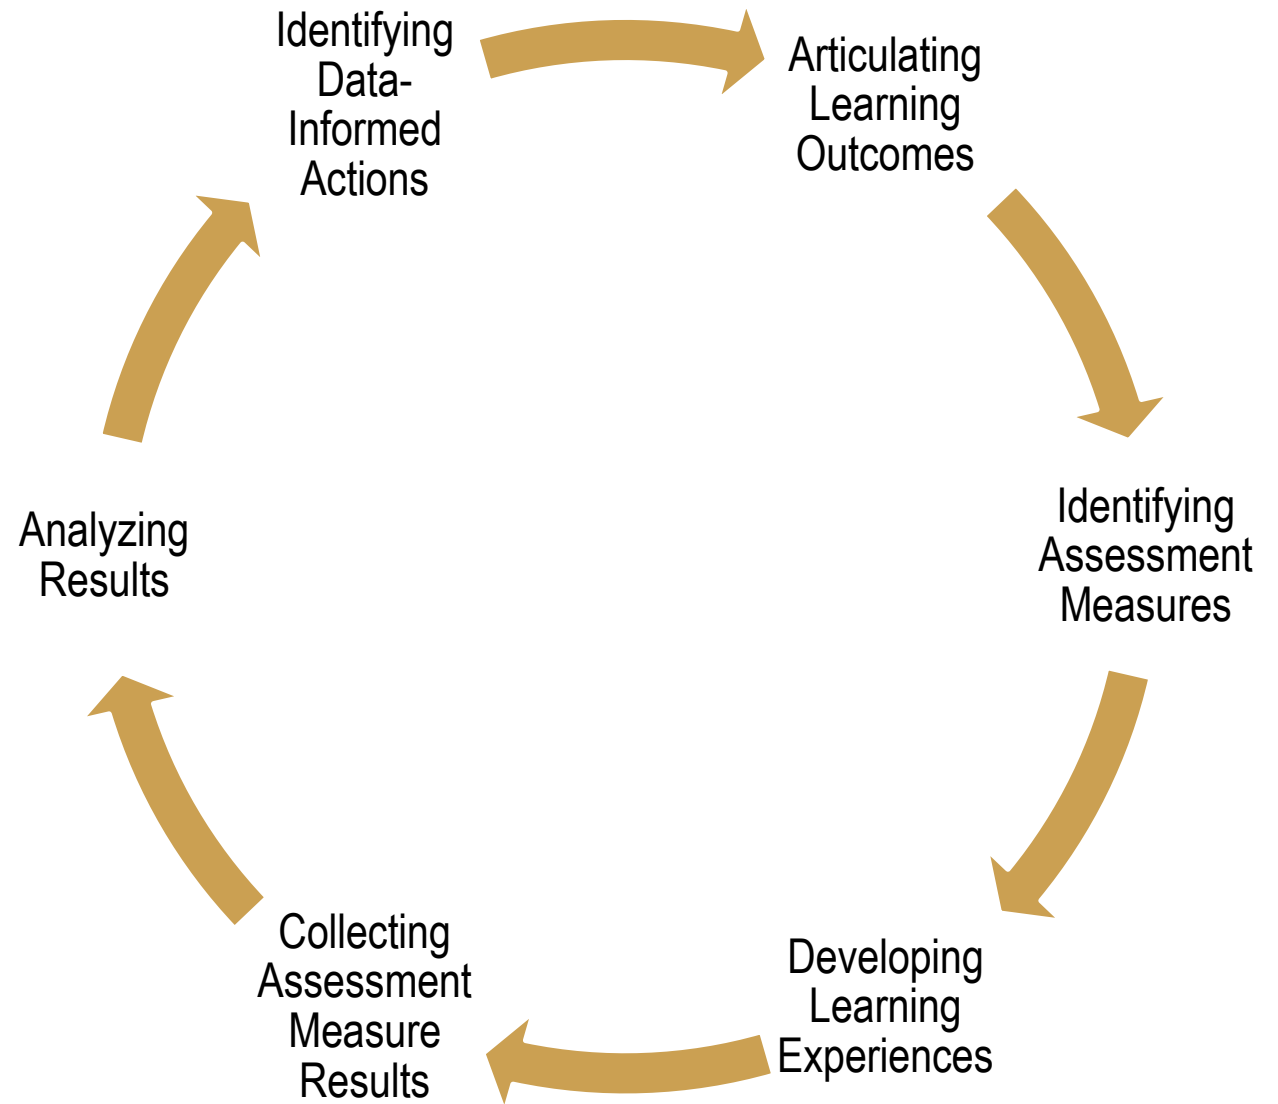 Identifying
Data-
Informed
Actions
Articulating
Learning
Outcomes
Identifying
Assessment
Measures
Developing
Learning
Experiences
Collecting
Assessment
Measure
Results
Analyzing
Results